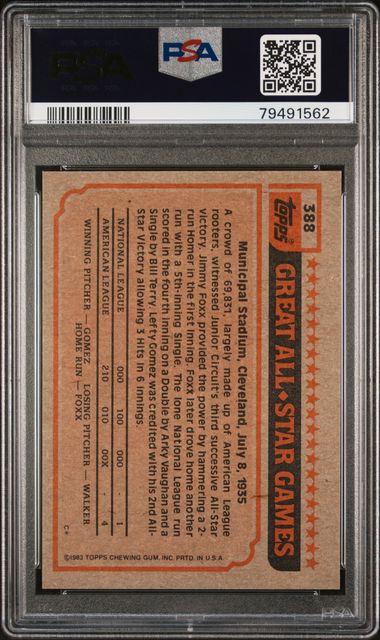 PSA
PSA
79491562
388
Topps®
GREAT ALL★STAR GAMES
Municipal Stadium, Cleveland, July 8, 1935
A crowd of 69,831, largely made up of American League
rooters, witnessed Junior Circuit's third successive All-Star
victory. Jimmy Foxx provided the power by hammering a 2-
run Homer in the first inning. Foxx later drove home another
run with a 5th-inning Single. The lone National League run
scored in the fourth inning on a Double by Arky Vaughan and a
Single by Bill Terry. Lefty Gomez was credited with his 2nd All-
Star Victory allowing 3 Hits in 6 innings.
NATIONAL LEAGUE 000 100 000 - 1
AMERICAN LEAGUE 210 010 00X - 4
WINNING PITCHER — GOMEZ LOSING PITCHER — WALKER
HOME RUN — FOXX
C*
©1983 TOPPS CHEWING GUM, INC. PRTD. IN U.S.A.
PSA